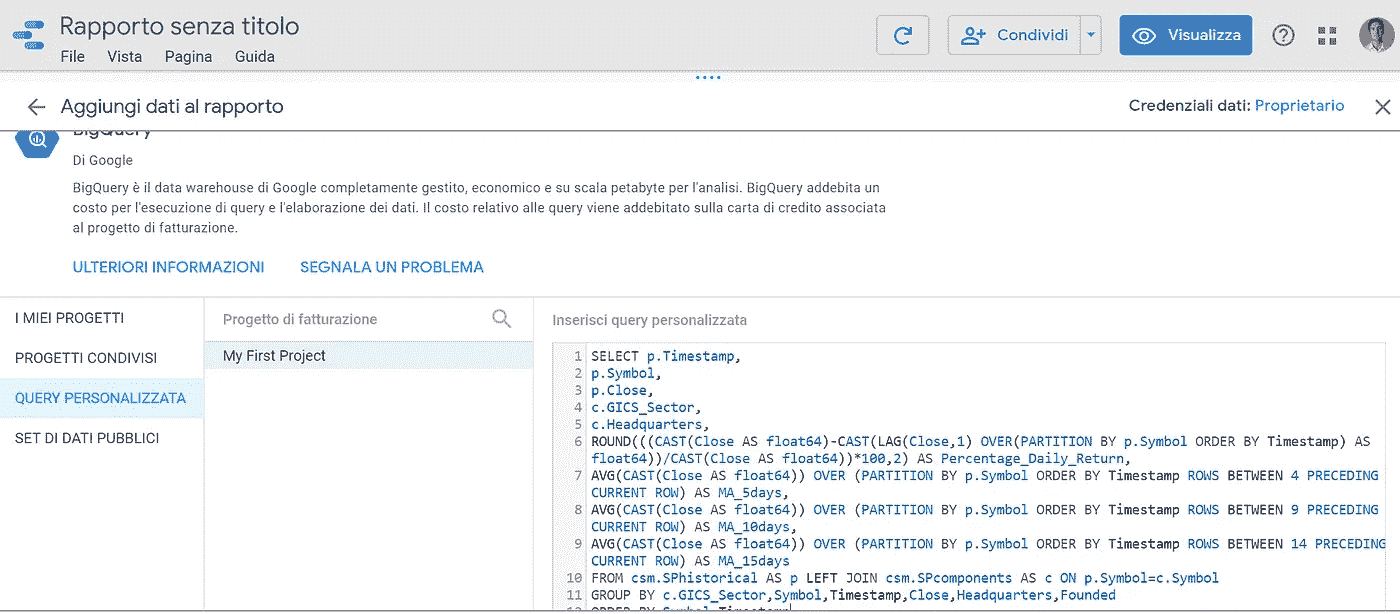 Rapporto senza titolo
File Vista Pagina Guida
Condividi
Visualizza
Aggiungi dati al rapporto
Credenziali dati: Proprietario
BigQuery
Di Google
BigQuery è il data warehouse di Google completamente gestito, economico e su scala petabyte per l'analisi. BigQuery addebita un
costo per l'esecuzione di query e l'elaborazione dei dati. Il costo relativo alle query viene addebitato sulla carta di credito associata
al progetto di fatturazione.
ULTERIORI INFORMAZIONI SEGNALA UN PROBLEMA
I MIEI PROGETTI
PROGETTI CONDIVISI
QUERY PERSONALIZZATA
SET DI DATI PUBBLICI
Progetto di fatturazione
My First Project
Inserisci query personalizzata
1 SELECT p.Timestamp,
2 p.Symbol,
3 p.Close,
4 c.GICS_Sector,
5 c.Headquarters,
6 ROUND(((CAST(Close AS float64)-CAST(LAG(Close,1) OVER(PARTITION BY p.Symbol ORDER BY Timestamp) AS
float64))/CAST(Close AS float64))*100,2) AS Percentage_Daily_Return,
7 AVG(CAST(Close AS float64)) OVER (PARTITION BY p.Symbol ORDER BY Timestamp ROWS BETWEEN 4 PRECEDING
CURRENT ROW) AS MA_5days,
8 AVG(CAST(Close AS float64)) OVER (PARTITION BY p.Symbol ORDER BY Timestamp ROWS BETWEEN 9 PRECEDING
CURRENT ROW) AS MA_10days,
9 AVG(CAST(Close AS float64)) OVER (PARTITION BY p.Symbol ORDER BY Timestamp ROWS BETWEEN 14 PRECEDING
CURRENT ROW) AS MA_15days
10 FROM csm.SPhistorical AS p LEFT JOIN csm.SPcomponents AS c ON p.Symbol=c.Symbol
11 GROUP BY c.GICS_Sector,Symbol,Timestamp,Close,Headquarters,Founded
12 ORDER BY Symbol,Timestamp